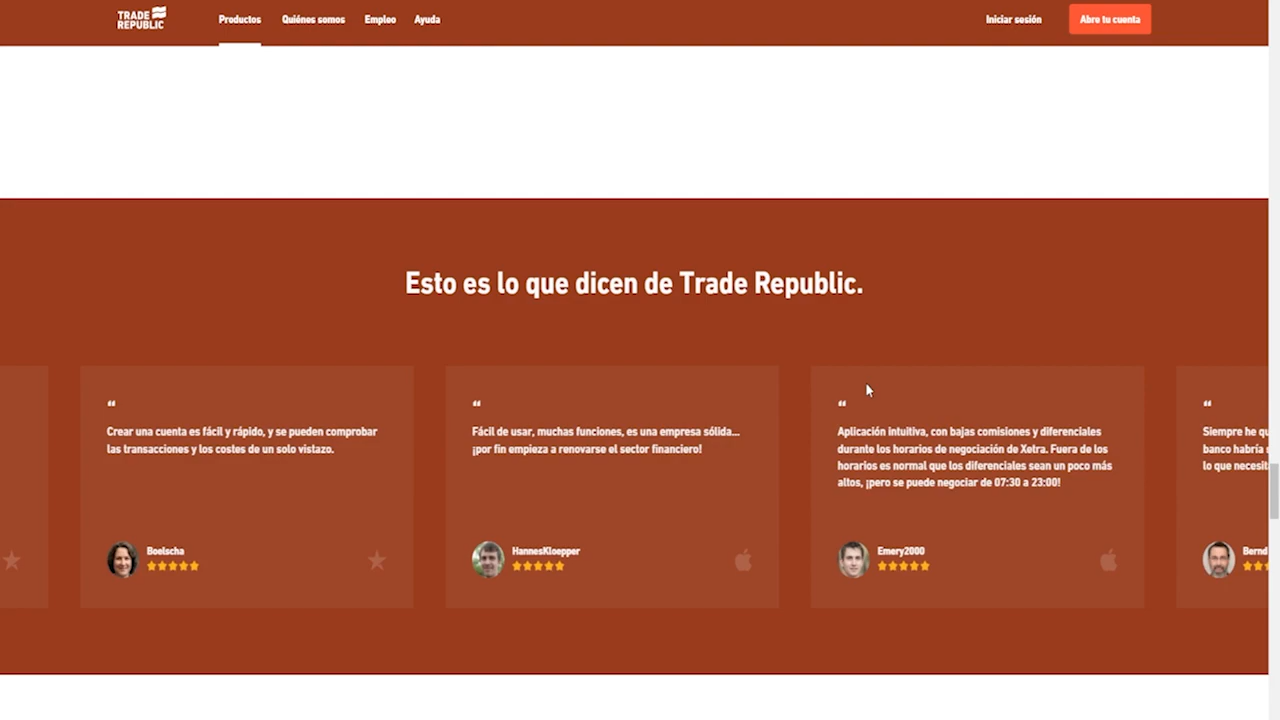 TRADE
REPUBLIC
Productos
Quiénes somos
Empleo
Ayuda
Iniciar sesión
Abre tu cuenta
Esto es lo que dicen de Trade Republic.
“
Crear una cuenta es fácil y rápido, y se pueden comprobar
las transacciones y los costes de un solo vistazo.
Boelscha
“
Fácil de usar, muchas funciones, es una empresa sólida...
¡por fin empieza a renovarse el sector financiero!
HannesKloepper
“
Aplicación intuitiva, con bajas comisiones y diferenciales
durante los horarios de negociación de Xetra. Fuera de los
horarios es normal que los diferenciales sean un poco más
altos, ¡pero se puede negociar de 07:30 a 23:00!
Emery2000
“
Siempre he
banco habría
lo que
Bernd